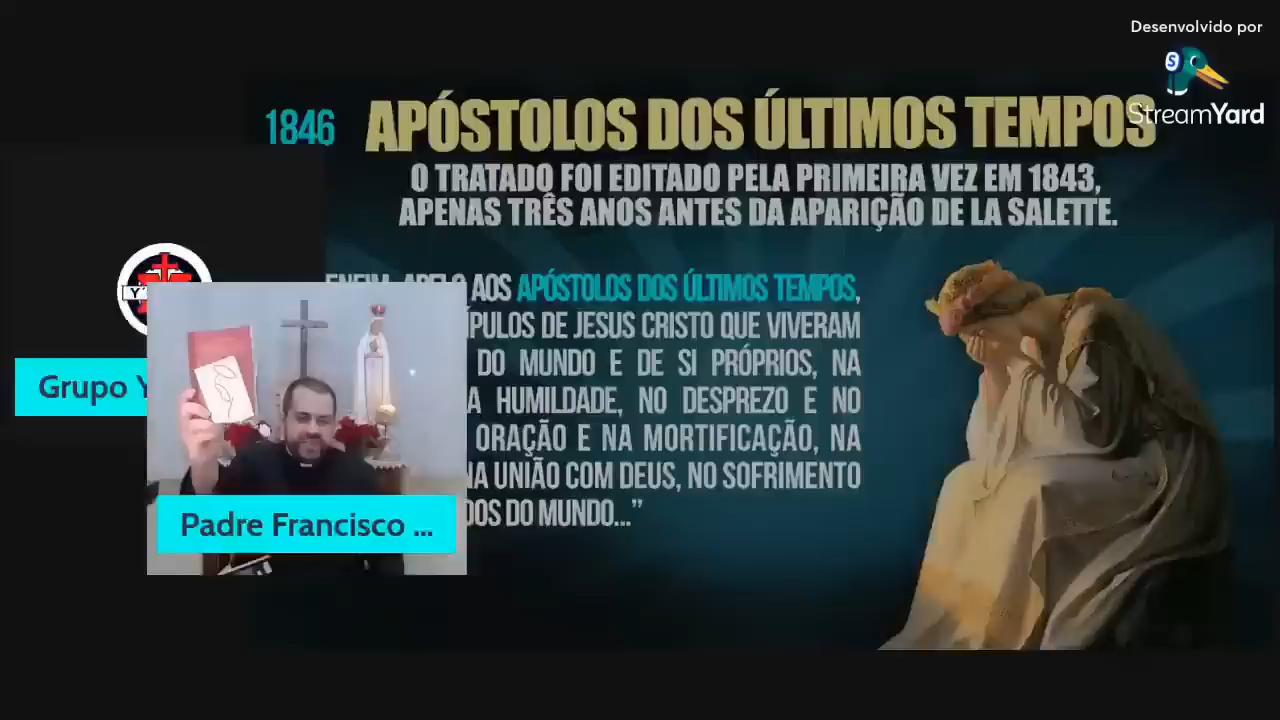 Desenvolvido por
StreamYard
1846 APÓSTOLOS DOS ÚLTIMOS TEMPOS
O TRATADO FOI EDITADO PELA PRIMEIRA VEZ EM 1843,
APENAS TRÊS ANOS ANTES DA APARIÇÃO DE LA SALETTE.
AOS APÓSTOLOS DOS ÚLTIMOS TEMPOS,
ÍPULOS DE JESUS CRISTO QUE VIVERAM
DO MUNDO E DE SI PRÓPRIOS, NA
A HUMILDADE, NO DESPREZO E NO
ORAÇÃO E NA MORTIFICAÇÃO, NA
NA UNIÃO COM DEUS, NO SOFRIMENTO
DOS DO MUNDO...”
Grupo Y
Padre Francisco ...